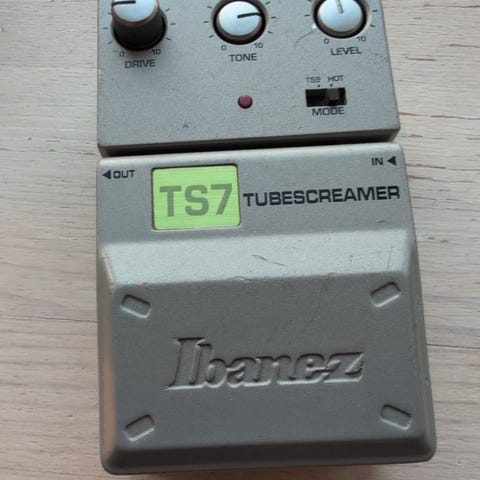 0 10 0 10 0 10
DRIVE TONE LEVEL
TS9 HOT
MODE
◀OUT IN◀
TS7 TUBESCREAMER
Ibanez